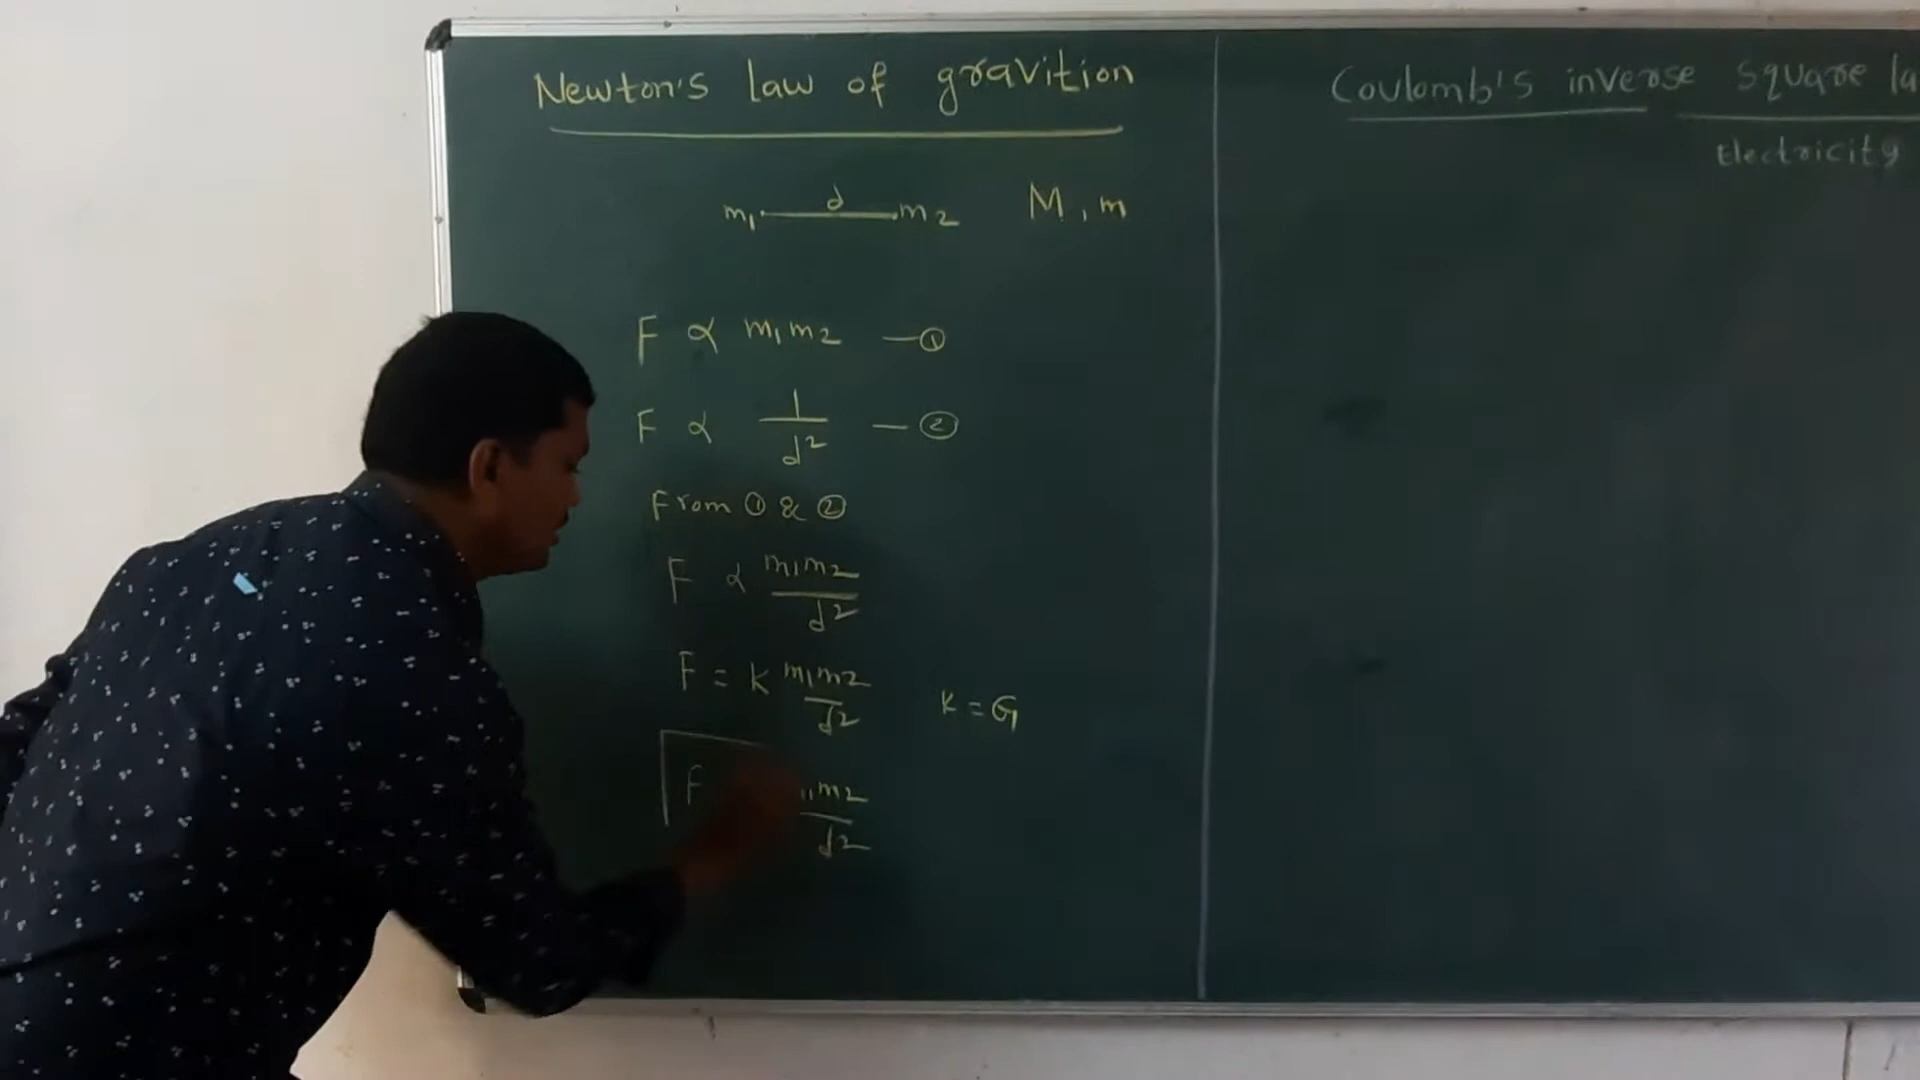 Newton's law of gravition
m1 d m2 M, m
F ∝ m1m2 —①
F ∝ 1/d² —②
From ① & ②
F ∝ m1m2/d²
F = K m1m2/d² K = G
F m2/d²
Coulomb's inverse square
Electricity